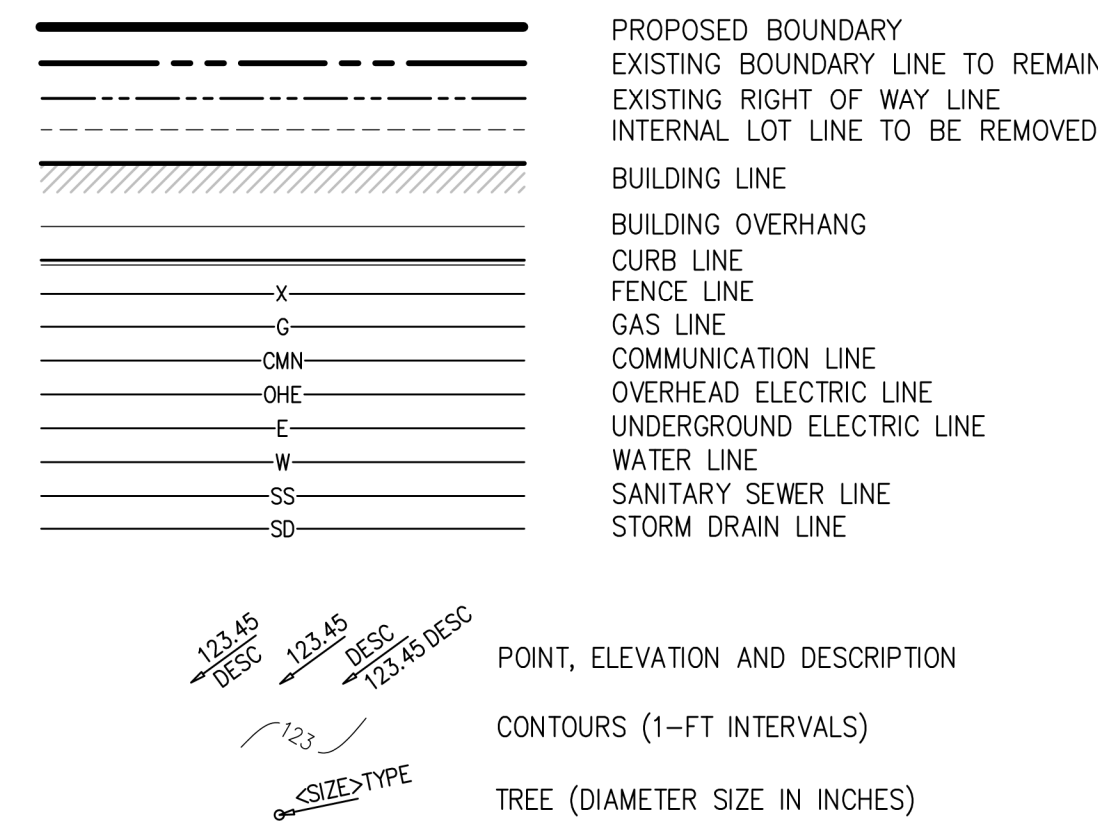 PROPOSED BOUNDARY
EXISTING BOUNDARY LINE TO REMAIN
EXISTING RIGHT OF WAY LINE
INTERNAL LOT LINE TO BE REMOVED
BUILDING LINE
BUILDING OVERHANG
CURB LINE
X FENCE LINE
G GAS LINE
CMN COMMUNICATION LINE
OHE OVERHEAD ELECTRIC LINE
E UNDERGROUND ELECTRIC LINE
W WATER LINE
SS SANITARY SEWER LINE
SD STORM DRAIN LINE
123.45
DESC
123.45
DESC
123.45 DESC
POINT, ELEVATION AND DESCRIPTION
123 CONTOURS (1-FT INTERVALS)
<SIZE>TYPE TREE (DIAMETER SIZE IN INCHES)